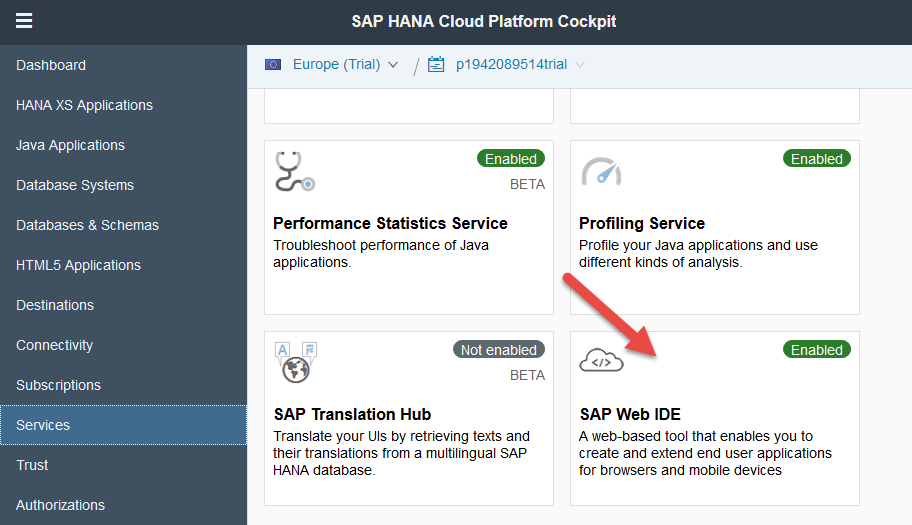 SAP HANA Cloud Platform Cockpit
Dashboard
HANA XS Applications
Java Applications
Database Systems
Databases & Schemas
HTML5 Applications
Destinations
Connectivity
Subscriptions
Services
Trust
Authorizations
Europe (Trial) / p1942089514trial
Enabled
BETA
Performance Statistics Service
Troubleshoot performance of Java
applications.
Enabled
Profiling Service
Profile your Java applications and use
different kinds of analysis.
A
Not enabled
BETA
SAP Translation Hub
Translate your UIs by retrieving texts and
their translations from a multilingual SAP
HANA database.
</>
Enabled
SAP Web IDE
A web-based tool that enables you to
create and extend end user applications
for browsers and mobile devices